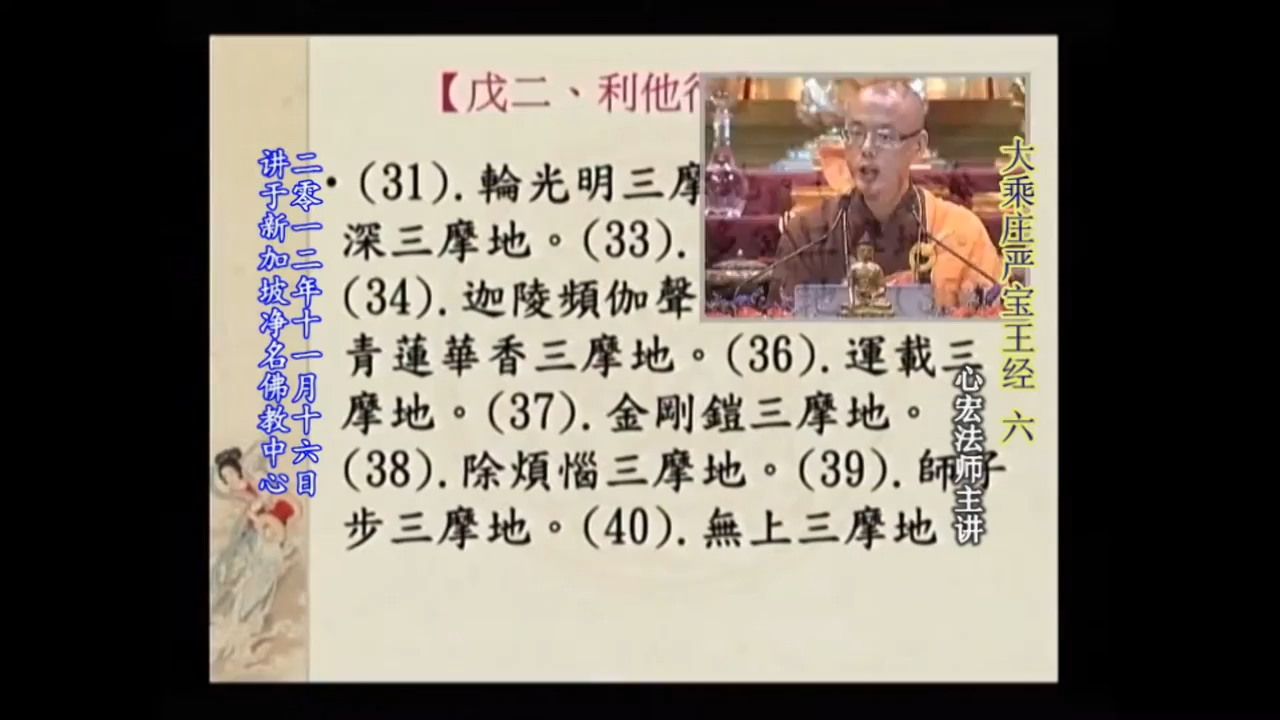 【戊二、利他
• (31).輪光明三摩
深三摩地。(33).
(34).迦陵頻伽聲
青蓮華香三摩地。(36).運載三
摩地。(37).金剛鎧三摩地。
(38).除煩惱三摩地。(39).師子
步三摩地。(40).無上三摩地
大乘庄严宝王经 六
心宏法师主讲
二零一二年十一月十六日
讲于新加坡净名佛教中心